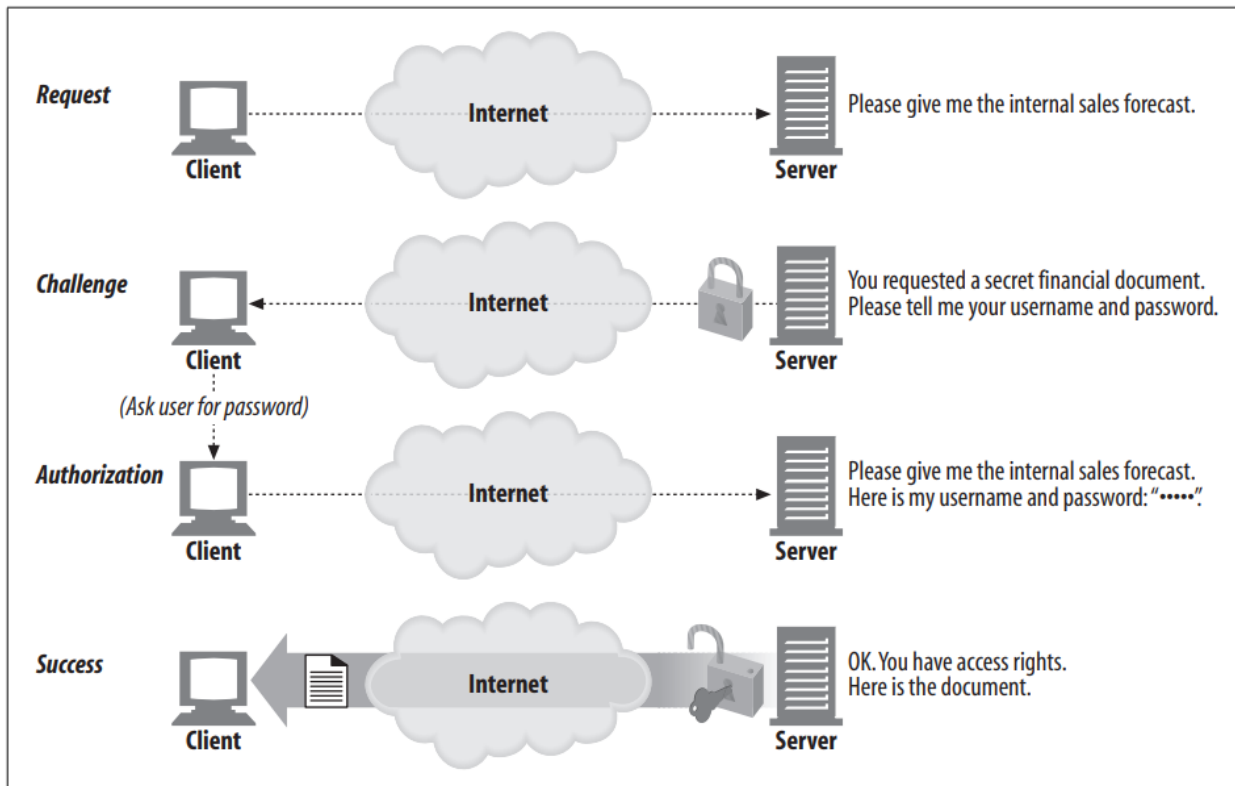 Request
Internet
Please give me the internal sales forecast.
Client
Server
Challenge
Internet
You requested a secret financial document.
Please tell me your username and password.
Client
Server
(Ask user for password)
Authorization
Internet
Please give me the internal sales forecast.
Here is my username and password: “•••••”.
Client
Server
Success
Internet
OK. You have access rights.
Here is the document.
Client
Server